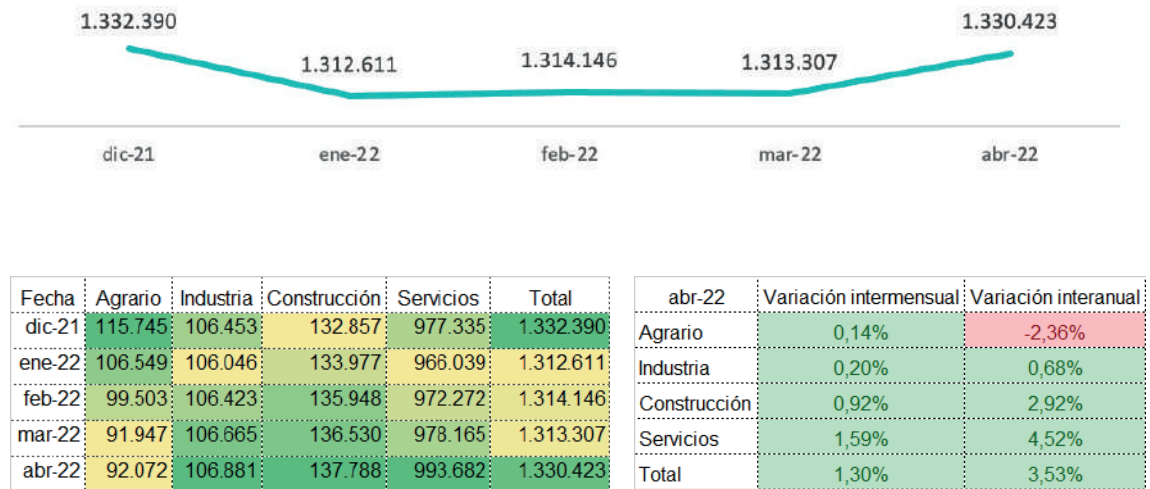 1.332.390
1.312.611
1.314.146
1.313.307
1.330.423
dic-21 ene-22 feb-22 mar-22 abr-22
Fecha Agrario Industria Construcción Servicios Total
dic-21 115.745 106.453 132.857 977.335 1.332.390
ene-22 106.549 106.046 133.977 966.039 1.312.611
feb-22 99.503 106.423 135.948 972.272 1.314.146
mar-22 91.947 106.665 136.530 978.165 1.313.307
abr-22 92.072 106.881 137.788 993.682 1.330.423
abr-22 Variación intermensual Variación interanual
Agrario 0,14% -2,36%
Industria 0,20% 0,68%
Construcción 0,92% 2,92%
Servicios 1,59% 4,52%
Total 1,30% 3,53%